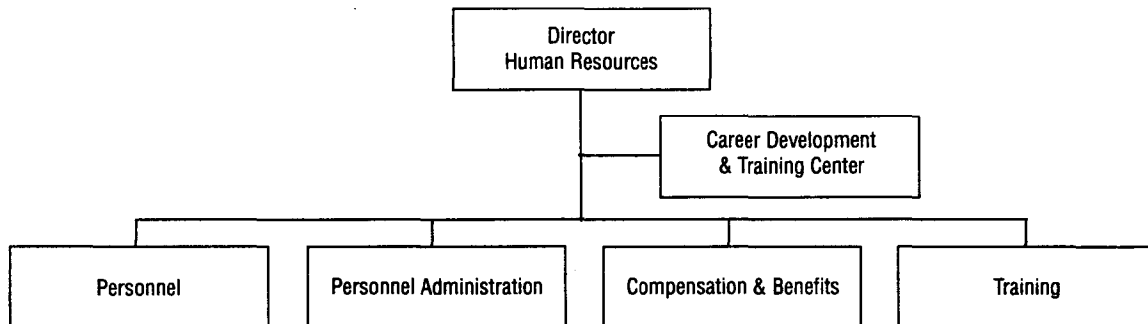 Director
Human Resources
Career Development
& Training Center
Personnel
Personnel Administration
Compensation & Benefits
Training